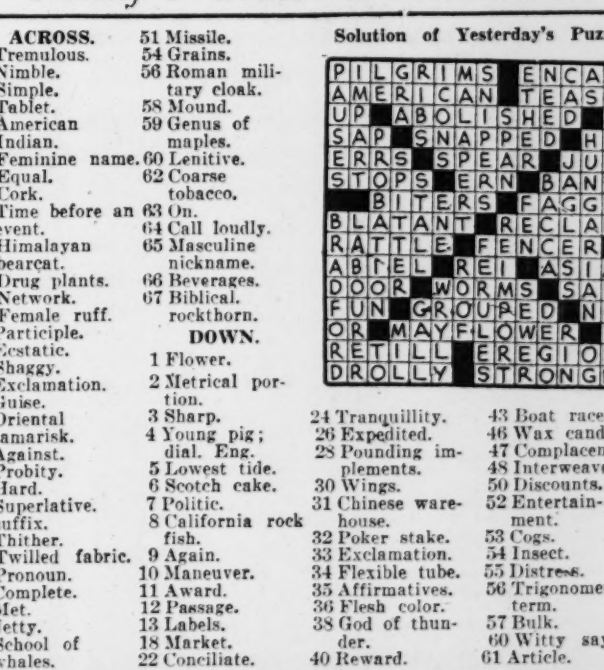 ACROSS.
Tremulous.
Nimble.
Simple.
Tablet.
American
Indian.
Feminine name.
Equal.
Cork.
Time before an
event.
Himalayan
bearcat.
Drug plants.
Network.
Female ruff.
Participle.
Ecstatic.
Shaggy.
Exclamation.
Guise.
Oriental
tamarisk.
Against.
Probity.
Hard.
Superlative.
suffix.
Thither.
Twilled fabric.
Pronoun.
Complete.
Met.
Jetty.
School of
whales.
51 Missile.
54 Grains.
56 Roman mili-
tary cloak.
58 Mound.
59 Genus of
maples.
60 Lenitive.
62 Coarse
tobacco.
63 On.
64 Call loudly.
65 Masculine
nickname.
66 Beverages.
67 Biblical.
rockthorn.
DOWN.
1 Flower.
2 Metrical por-
tion.
3 Sharp.
4 Young pig;
dial. Eng.
5 Lowest tide.
6 Scotch cake.
7 Politic.
8 California rock
fish.
9 Again.
10 Maneuver.
11 Award.
12 Passage.
13 Labels.
18 Market.
22 Conciliate.
Solution of Yesterday's Puz
PILGRIMS ENCA
AMERICAN TEAS
UP ABOLISHED
SAP SNAPPED H
ERRS SPEAR JU
STOPS ERN BAN
BITERS FAGG
BLATANT RECLA
RATTLE FENCER
ABIEL REI ASI
DOOR WORMS SA
FUN GROUPED N
OR MAYFLOWER
RETILL EREGIO
DROLLY STRONG
24 Tranquillity.
26 Expedited.
28 Pounding im-
plements.
30 Wings.
31 Chinese ware-
house.
32 Poker stake.
33 Exclamation.
34 Flexible tube.
35 Affirmatives.
36 Flesh color.
38 God of thun-
der.
40 Reward.
43 Boat race
46 Wax cand
47 Complacen
48 Interweave
50 Discounts.
52 Entertain-
ment.
53 Cogs.
54 Insect.
55 Distress.
56 Trigonome
term.
57 Bulk.
60 Witty say
61 Article.